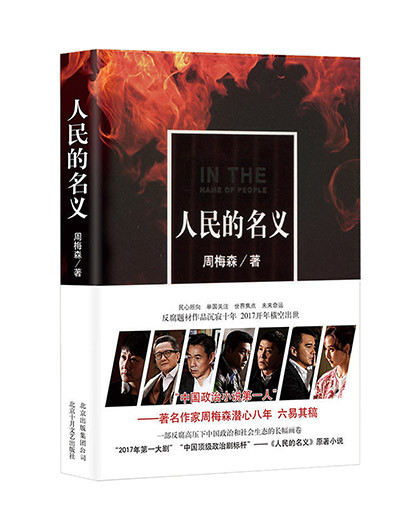 人民的名义
周梅森/著
北京出版集团公司
北京十月文艺出版社
IN THE
NAME OF PEOPLE
人民的名义
周梅森/著
民心所向 举国关注 世界焦点 未来奇迹
反腐题材作品沉寂十年 2017开年横空出世
“中国政治小说第一人”
——著名作家周梅森潜心八年 六易其稿
一部反腐高压下中国政治和社会生态的长幅画卷
“2017年第一大剧” “中国顶级政治剧标杆” ——《人民的名义》原著小说